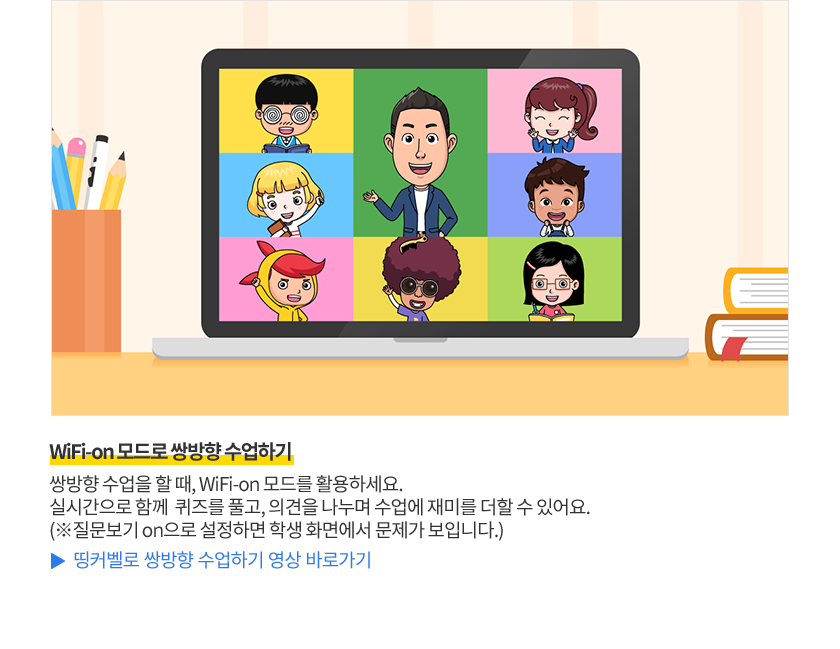 WiFi-on 모드로 쌍방향 수업하기
쌍방향 수업을 할 때, WiFi-on 모드를 활용하세요.
실시간으로 함께 퀴즈를 풀고, 의견을 나누며 수업에 재미를 더할 수 있어요.
(※질문보기 on으로 설정하면 학생 화면에서 문제가 보입니다.)
▶ 띵커벨로 쌍방향 수업하기 영상 바로가기